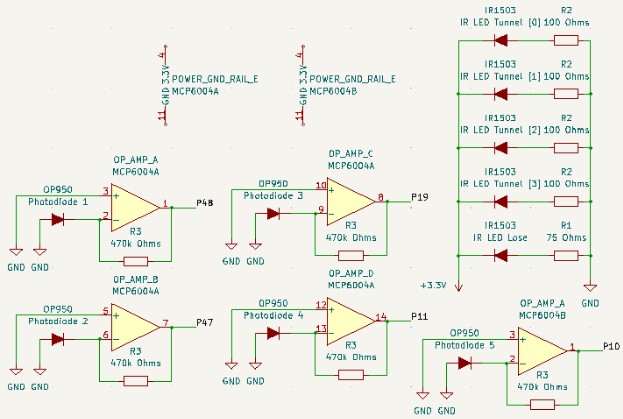 IR1503
R2
IR LED Tunnel [0]
100 Ohms
4
3.3V
GND
11
POWER_GND_RAIL_E
MCP6004A
4
3.3V
GND
11
POWER_GND_RAIL_E
MCP6004B
IR1503
R2
IR LED Tunnel [1]
100 Ohms
IR1503
R2
IR LED Tunnel [2]
100 Ohms
IR1503
R2
IR LED Tunnel [3]
100 Ohms
IR1503
R1
IR LED Lose
75 Ohms
+3.3V
GND
OP_AMP_A
MCP6004A
OP950
Photodiode 1
3
+
2
-
1
P48
R3
470k Ohms
GND
GND
OP_AMP_C
MCP6004A
OP950
Photodiode 3
10
+
9
-
8
P19
R3
470k Ohms
GND
GND
OP_AMP_B
MCP6004A
OP950
Photodiode 2
5
+
6
-
7
P47
R3
470k Ohms
GND
GND
OP_AMP_D
MCP6004A
OP950
Photodiode 4
12
+
13
-
14
P11
R3
470k Ohms
GND
GND
OP_AMP_A
MCP6004B
OP950
Photodiode 5
3
+
2
-
1
P10
R3
470k Ohms
GND
GND